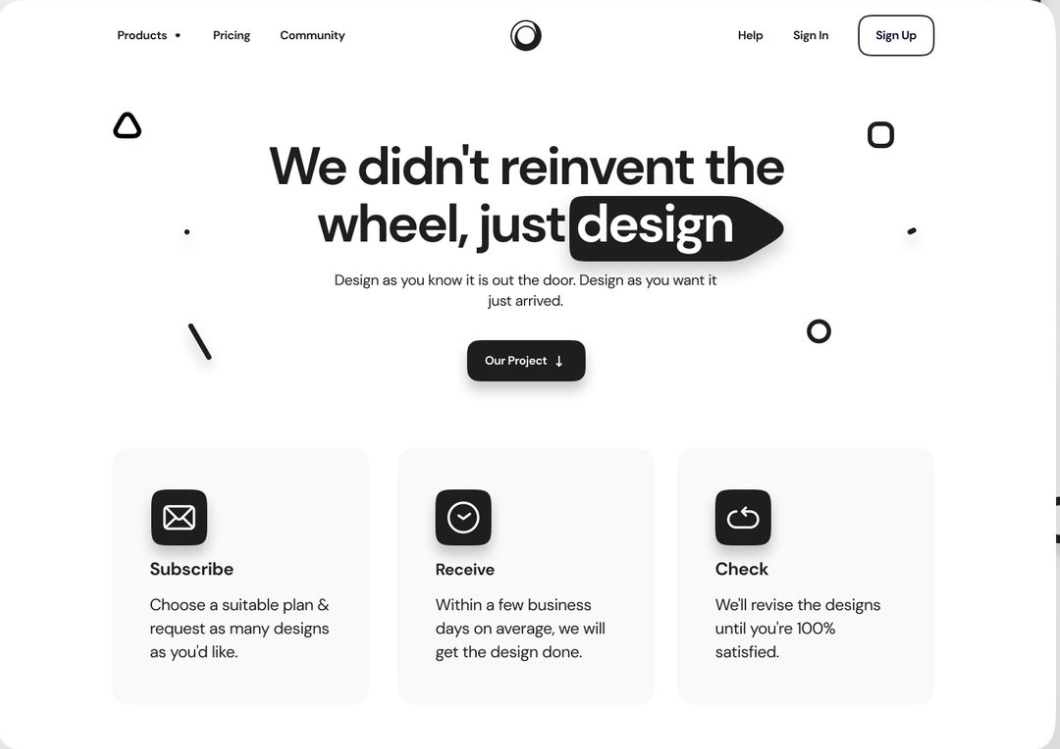 Products
Pricing
Community
Help
Sign In
Sign Up
We didn't reinvent the
wheel, just design
Design as you know it is out the door. Design as you want it
just arrived.
Our Project ↓
Subscribe
Choose a suitable plan &
request as many designs
as you'd like.
Receive
Within a few business
days on average, we will
get the design done.
Check
We'll revise the designs
until you're 100%
satisfied.